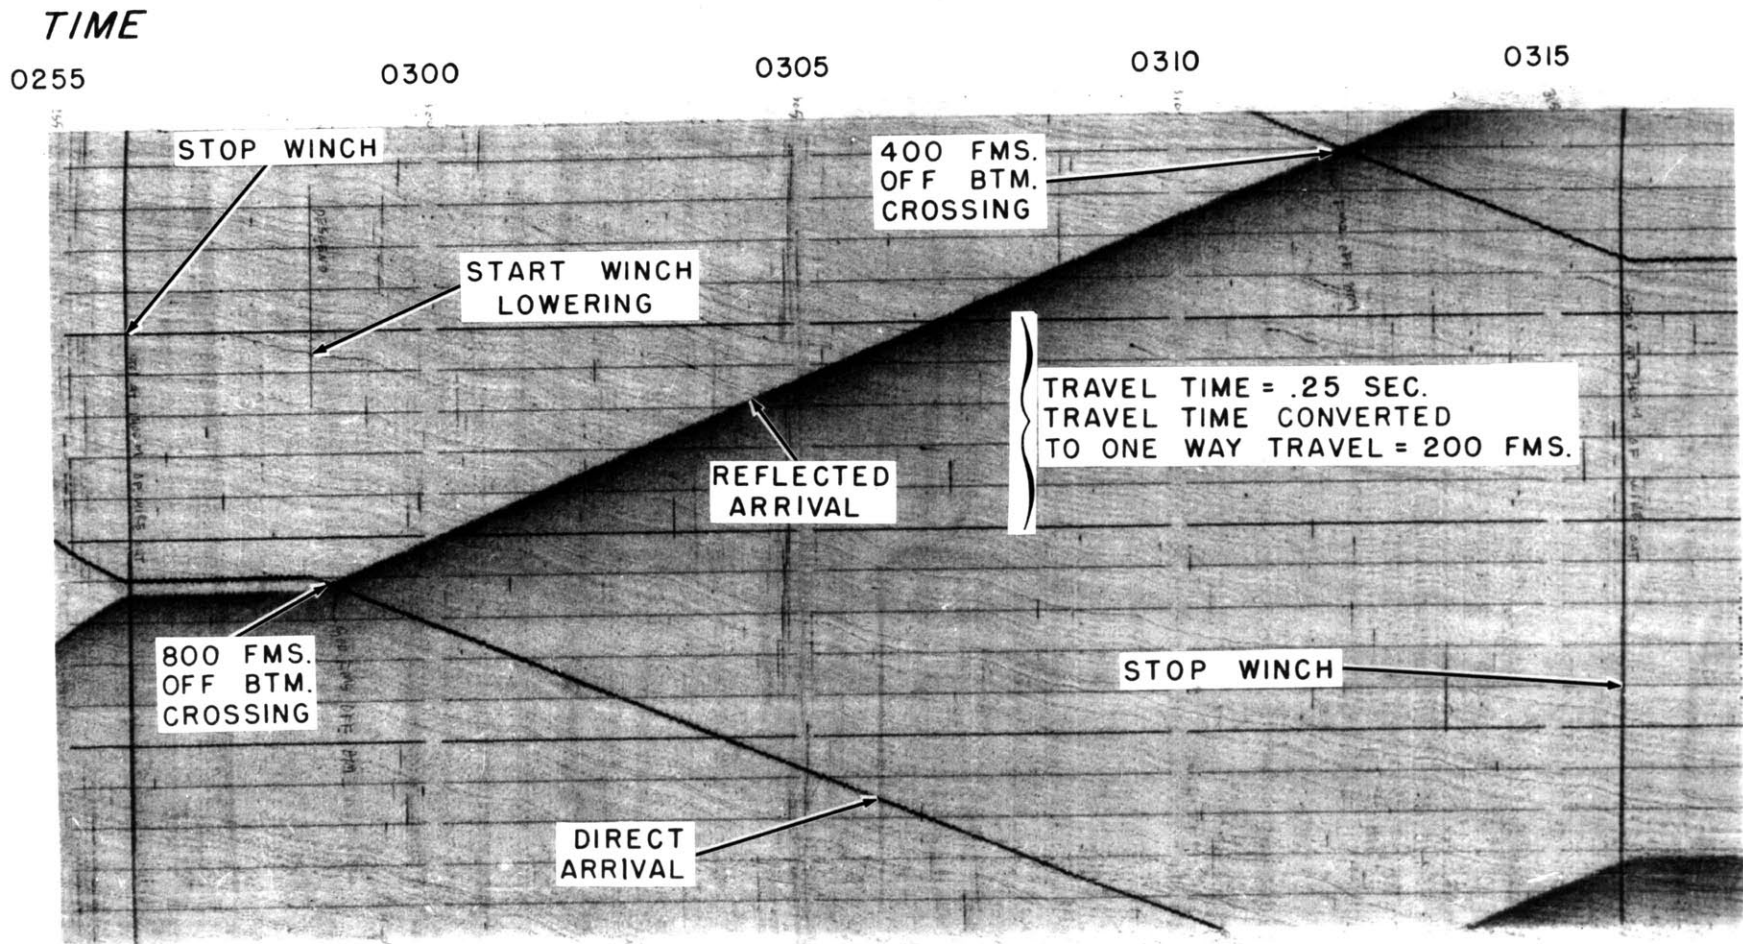 TIME
0255 0300 0305 0310 0315
STOP WINCH
400 FMS.
OFF BTM.
CROSSING
START WINCH
LOWERING
TRAVEL TIME = .25 SEC.
TRAVEL TIME CONVERTED
TO ONE WAY TRAVEL = 200 FMS.
REFLECTED
ARRIVAL
800 FMS.
OFF BTM.
CROSSING
STOP WINCH
DIRECT
ARRIVAL